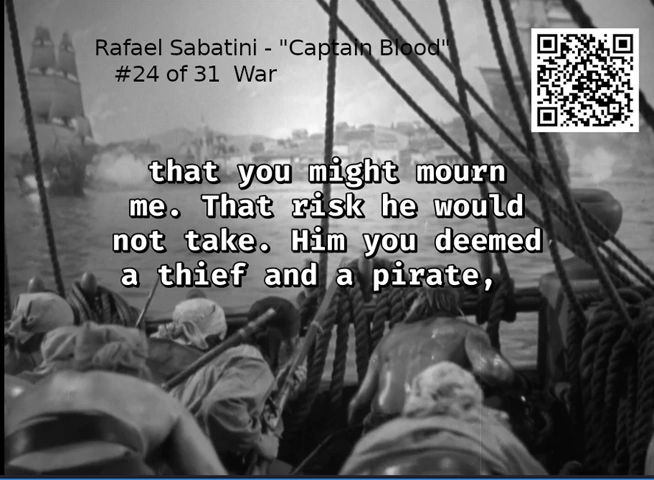 Rafael Sabatini - "Captain Blood"
#24 of 31 War
that you might mourn
me. That risk he would
not take. Him you deemed
a thief and a pirate,